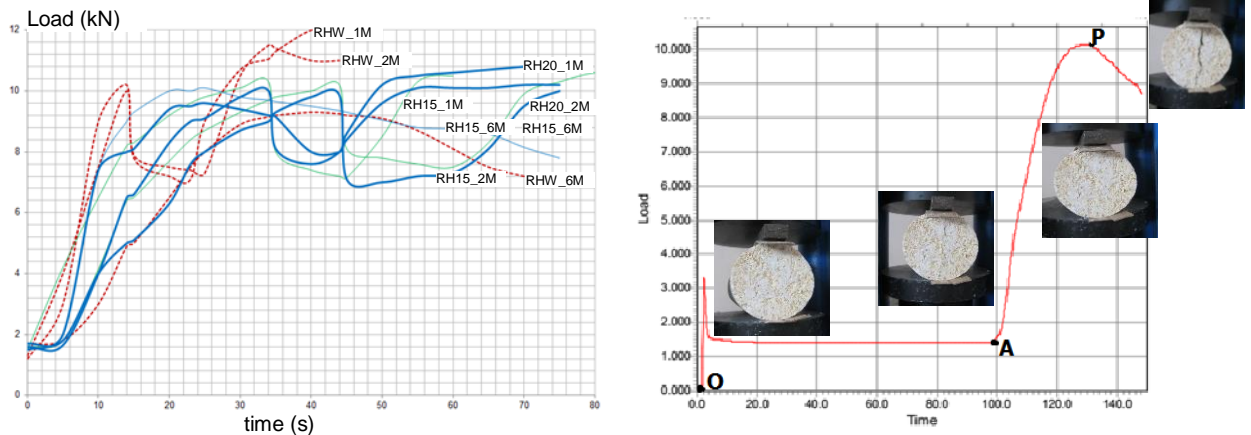 Load (kN)
12
10
8
6
4
2
0
0 10 20 30 40 50 60 70 80
time (s)
RHW_1M
RHW_2M
RH20_1M
RH15_1M
RH20_2M
RH15_6M
RH15_6M
RH15_2M
RHW_6M
10.000
9.000
8.000
7.000
6.000
5.000
4.000
3.000
2.000
1.000
0.000
Load
O
A
P
0.0 20.0 40.0 60.0 80.0 100.0 120.0 140.0
Time